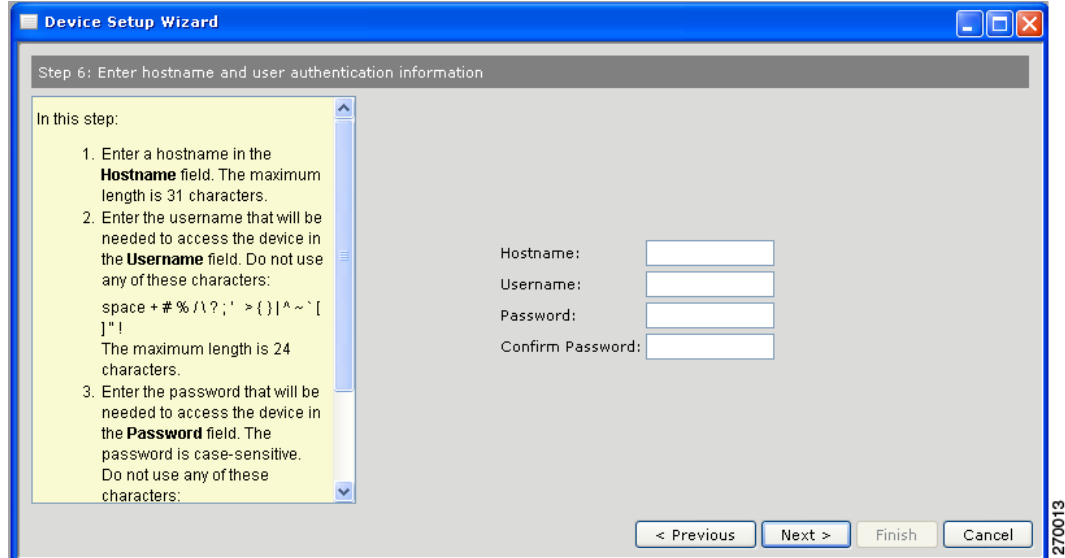 Device Setup Wizard
Step 6: Enter hostname and user authentication information
In this step:
1. Enter a hostname in the
Hostname field. The maximum
length is 31 characters.
2. Enter the username that will be
needed to access the device in
the Username field. Do not use
any of these characters:
space + # % / \ ? ; ' > { } | ^ ~ ` [
] " !
The maximum length is 24
characters.
3. Enter the password that will be
needed to access the device in
the Password field. The
password is case-sensitive.
Do not use any of these
characters:
Hostname:
Username:
Password:
Confirm Password:
< Previous
Next >
Finish
Cancel
270013